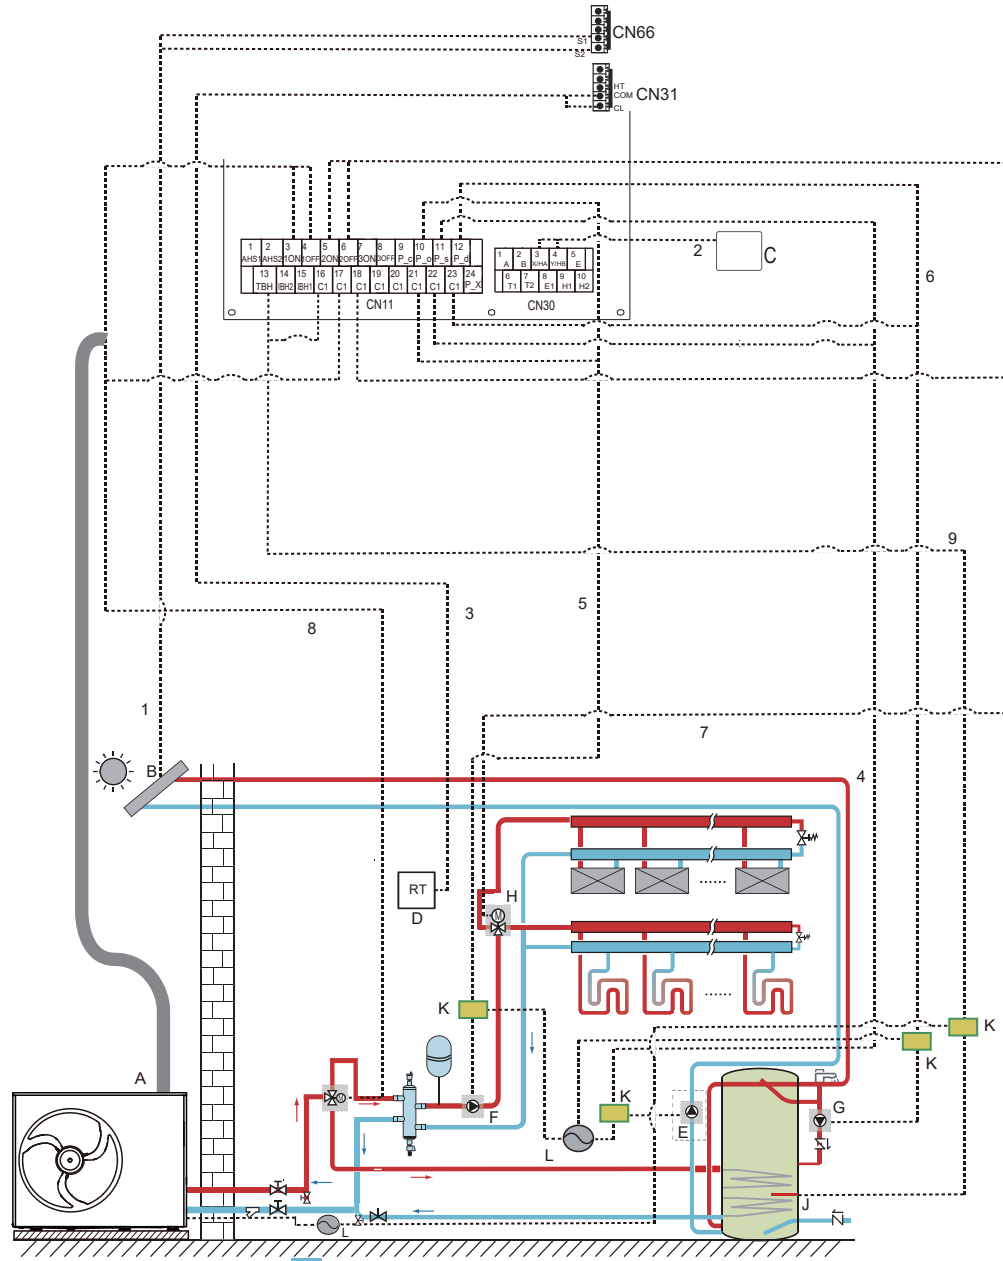 CN66
S1
S2
HT
COM
CL
CN31
1 2 3 4 5 6 7 8 9 10 11 12
AHS1 AHS2 1ON 1OFF 2ON 2OFF 3ON 3OFF P_c P_o P_s P_d
13 14 15 16 17 18 19 20 21 22 23 24
TBH IBH2 IBH1 C1 C1 C1 C1 C1 C1 C1 C1 P_X
CN11
1 2 3 4 5
A B X/HA Y/HB E
6 7 8 9 10
T1 T2 E1 H1 H2
CN30
2
C
6
9
5
3
8
1
7
4
B
RT
D
H
M
K
K
K
K
A
F
E
G
L
J
L